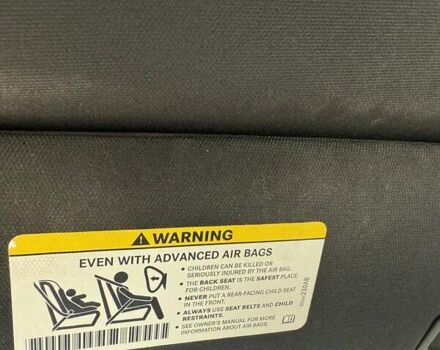 WARNING
EVEN WITH ADVANCED AIR BAGS
• CHILDREN CAN BE KILLED OR
SERIOUSLY INJURED BY THE AIR BAG.
• THE BACK SEAT IS THE SAFEST PLACE
FOR CHILDREN.
• NEVER PUT A REAR-FACING CHILD SEAT
IN THE FRONT.
• ALWAYS USE SEAT BELTS AND CHILD
RESTRAINTS.
• SEE OWNER'S MANUAL FOR MORE
INFORMATION ABOUT AIR BAGS.